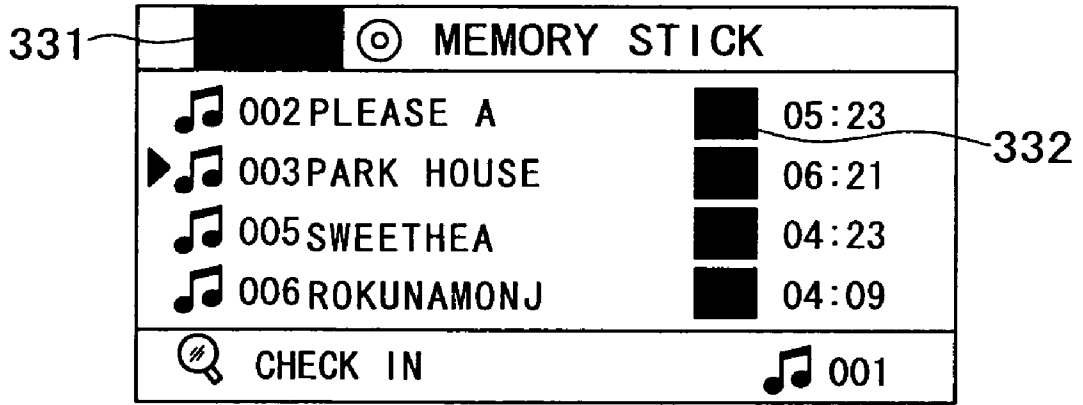 331
MEMORY STICK
002 PLEASE A 05:23
332
003 PARK HOUSE 06:21
005 SWEETHEA 04:23
006 ROKUNAMONJ 04:09
CHECK IN 001